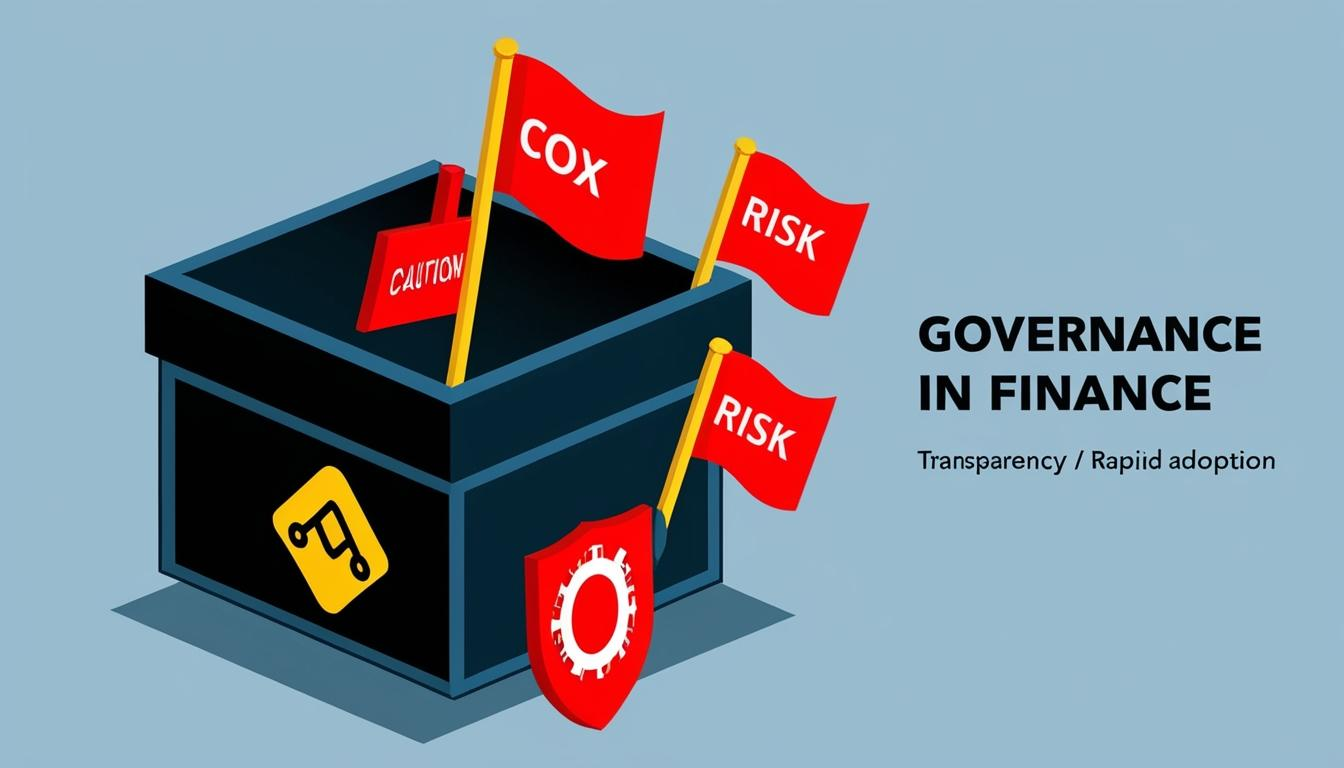 COX
RISK
CAUTION
RISK
GOVERNANCE
IN FINANCE
Transparency / Rapiid adoption